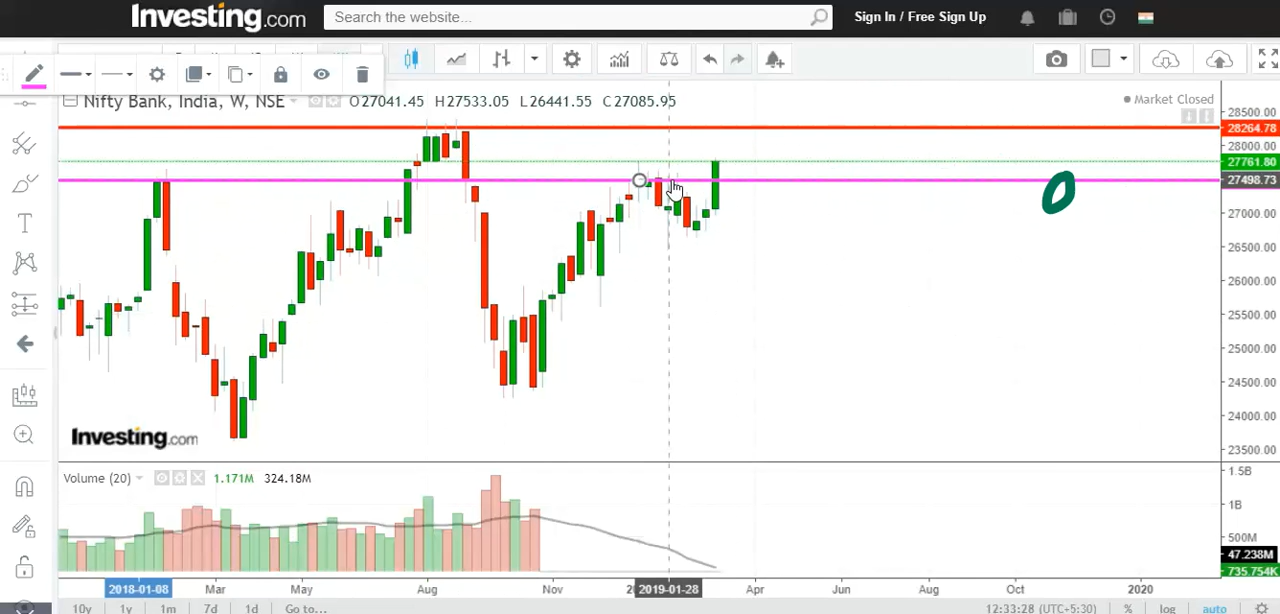 Investing.com
Search the website...
Sign In / Free Sign Up
Nifty Bank, India, W, NSE
O27041.45 H27533.05 L26441.55 C27085.95
Market Closed
28500.00
28264.78
28000.00
27761.80
27498.73
27000.00
26500.00
26000.00
25500.00
25000.00
24500.00
24000.00
23500.00
Investing.com
Volume (20) 1.171M 324.18M
1.5B
1B
500M
47.238M
735.754K
2018-01-08 Mar May Aug Nov 2019-01-28 Apr Jun Aug Oct 2020
10y 1y 1m 7d 1d Go to... 12:33:28 (UTC+5:30) % log auto